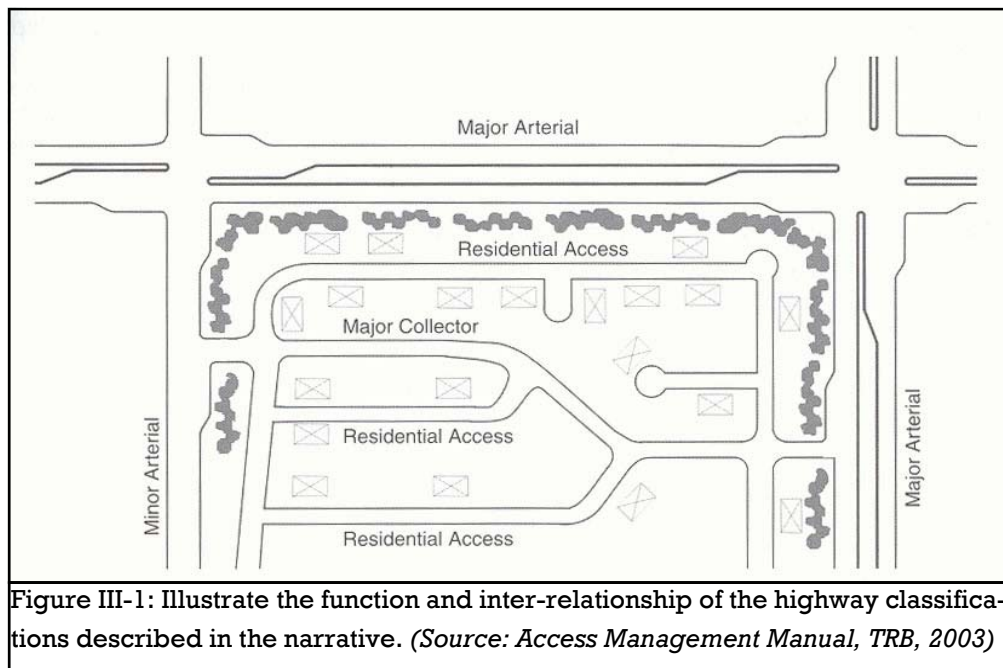 Major Arterial
Residential Access
Major Collector
Residential Access
Residential Access
Minor Arterial
Major Arterial
Figure III-1: Illustrate the function and inter-relationship of the highway classifica-
tions described in the narrative. (Source: Access Management Manual, TRB, 2003)